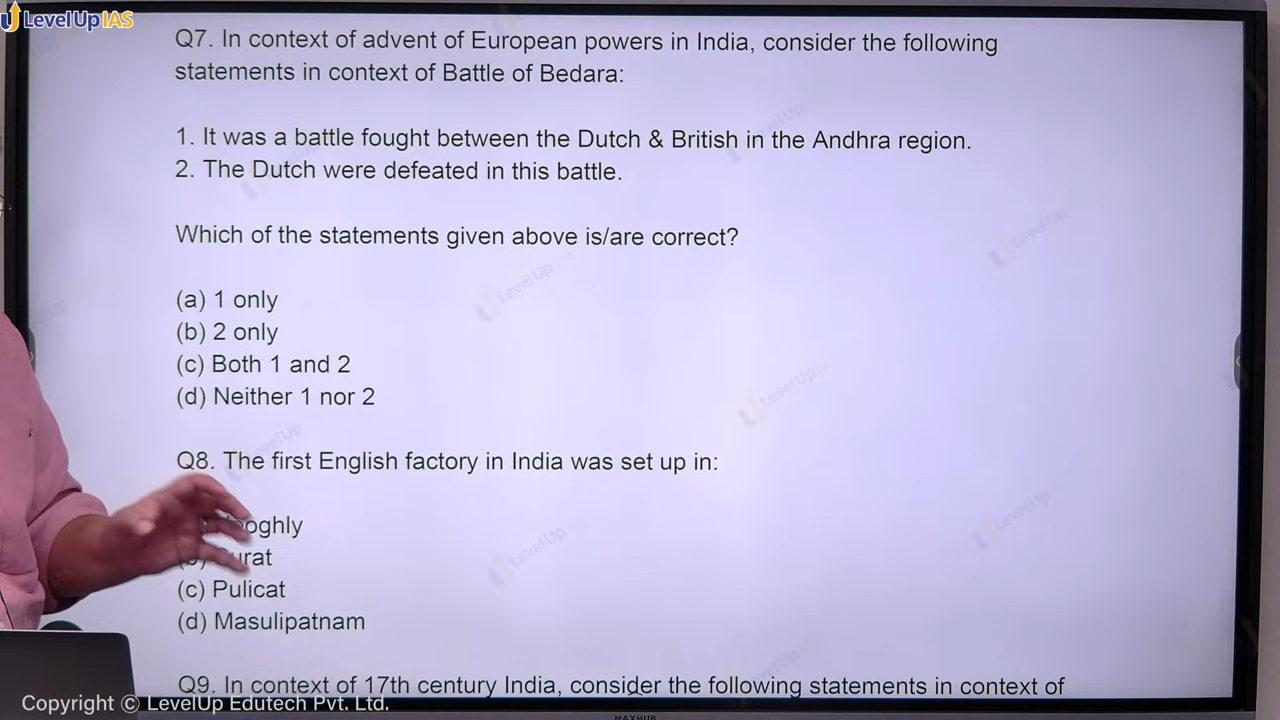 LevelUp IAS
Q7. In context of advent of European powers in India, consider the following
statements in context of Battle of Bedara:
1. It was a battle fought between the Dutch & British in the Andhra region.
2. The Dutch were defeated in this battle.
Which of the statements given above is/are correct?
(a) 1 only
(b) 2 only
(c) Both 1 and 2
(d) Neither 1 nor 2
Q8. The first English factory in India was set up in:
(c) Pulicat
(d) Masulipatnam
Q9. In context of 17th century India, consider the following statements in context of
Copyright © LevelUp Edutech Pvt. Ltd.
MAXHUB